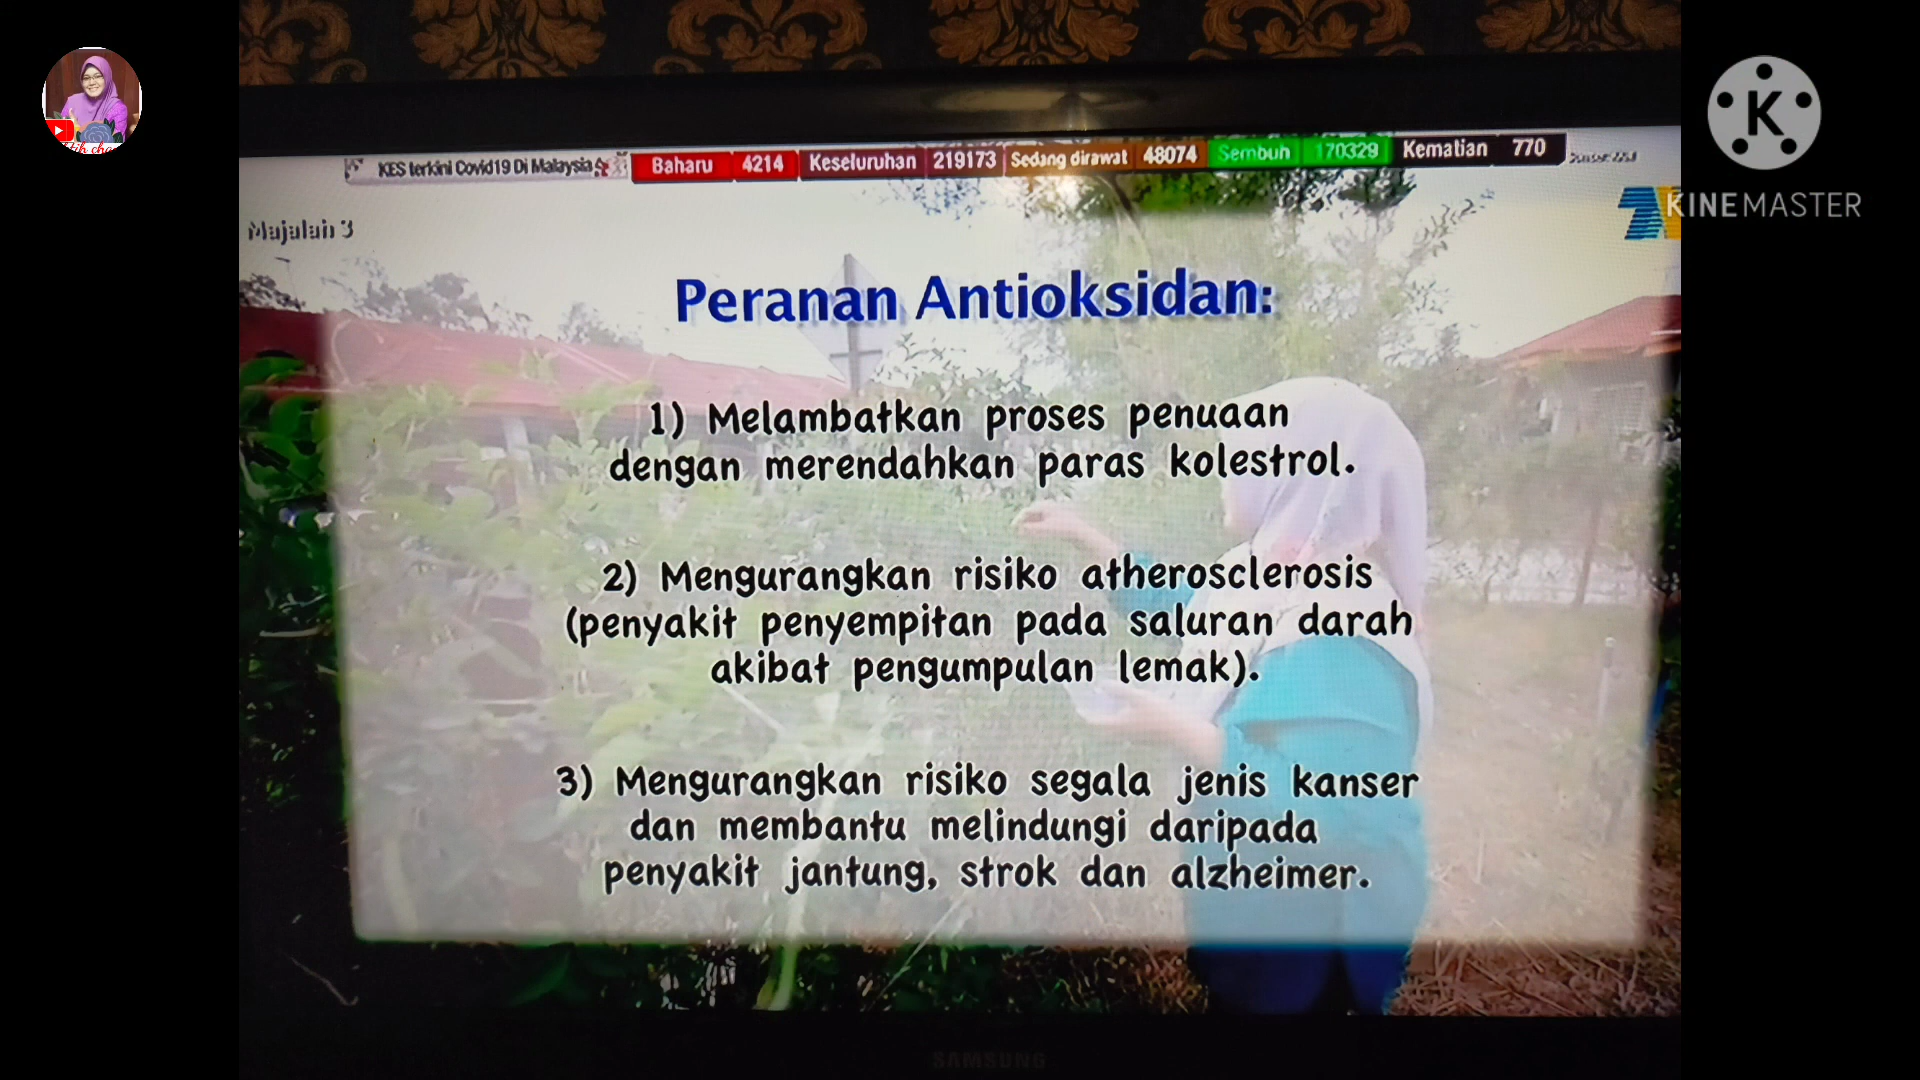 KES terkini Covid19 Di Malaysia
Baharu 4214 Keseluruhan 219173 Sedang dirawat 48074 Sembuh 170329 Kematian 770
Majalah 3
KINEMASTER
Peranan Antioksidan:
1) Melambatkan proses penuaan
dengan merendahkan paras kolestrol.
2) Mengurangkan risiko atherosclerosis
(penyakit penyempitan pada saluran darah
akibat pengumpulan lemak).
3) Mengurangkan risiko segala jenis kanser
dan membantu melindungi daripada
penyakit jantung, strok dan alzheimer.
SAMSUNG